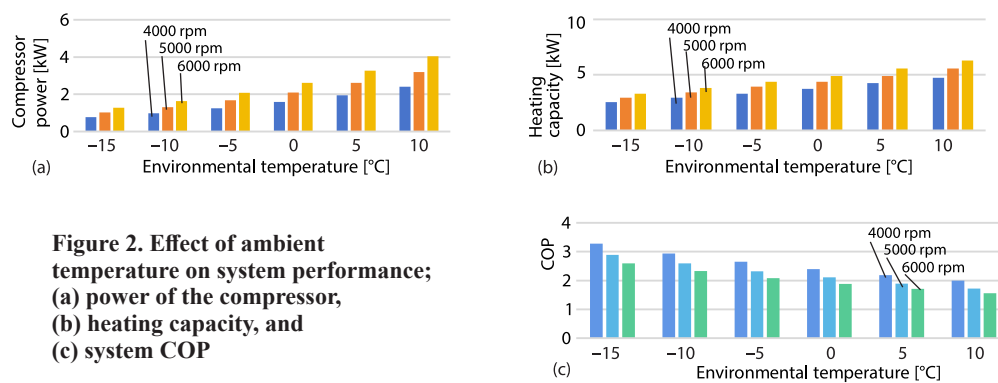 Compressor
power [kW]
6
4
2
0
4000 rpm
5000 rpm
6000 rpm
−15 −10 −5 0 5 10
(a) Environmental temperature [°C]
Heating
capacity [kW]
10
5
0
4000 rpm
5000 rpm
6000 rpm
−15 −10 −5 0 5 10
(b) Environmental temperature [°C]
Figure 2. Effect of ambient
temperature on system performance;
(a) power of the compressor,
(b) heating capacity, and
(c) system COP
COP
4
3
2
1
0
4000 rpm
5000 rpm
6000 rpm
−15 −10 −5 0 5 10
(c) Environmental temperature [°C]